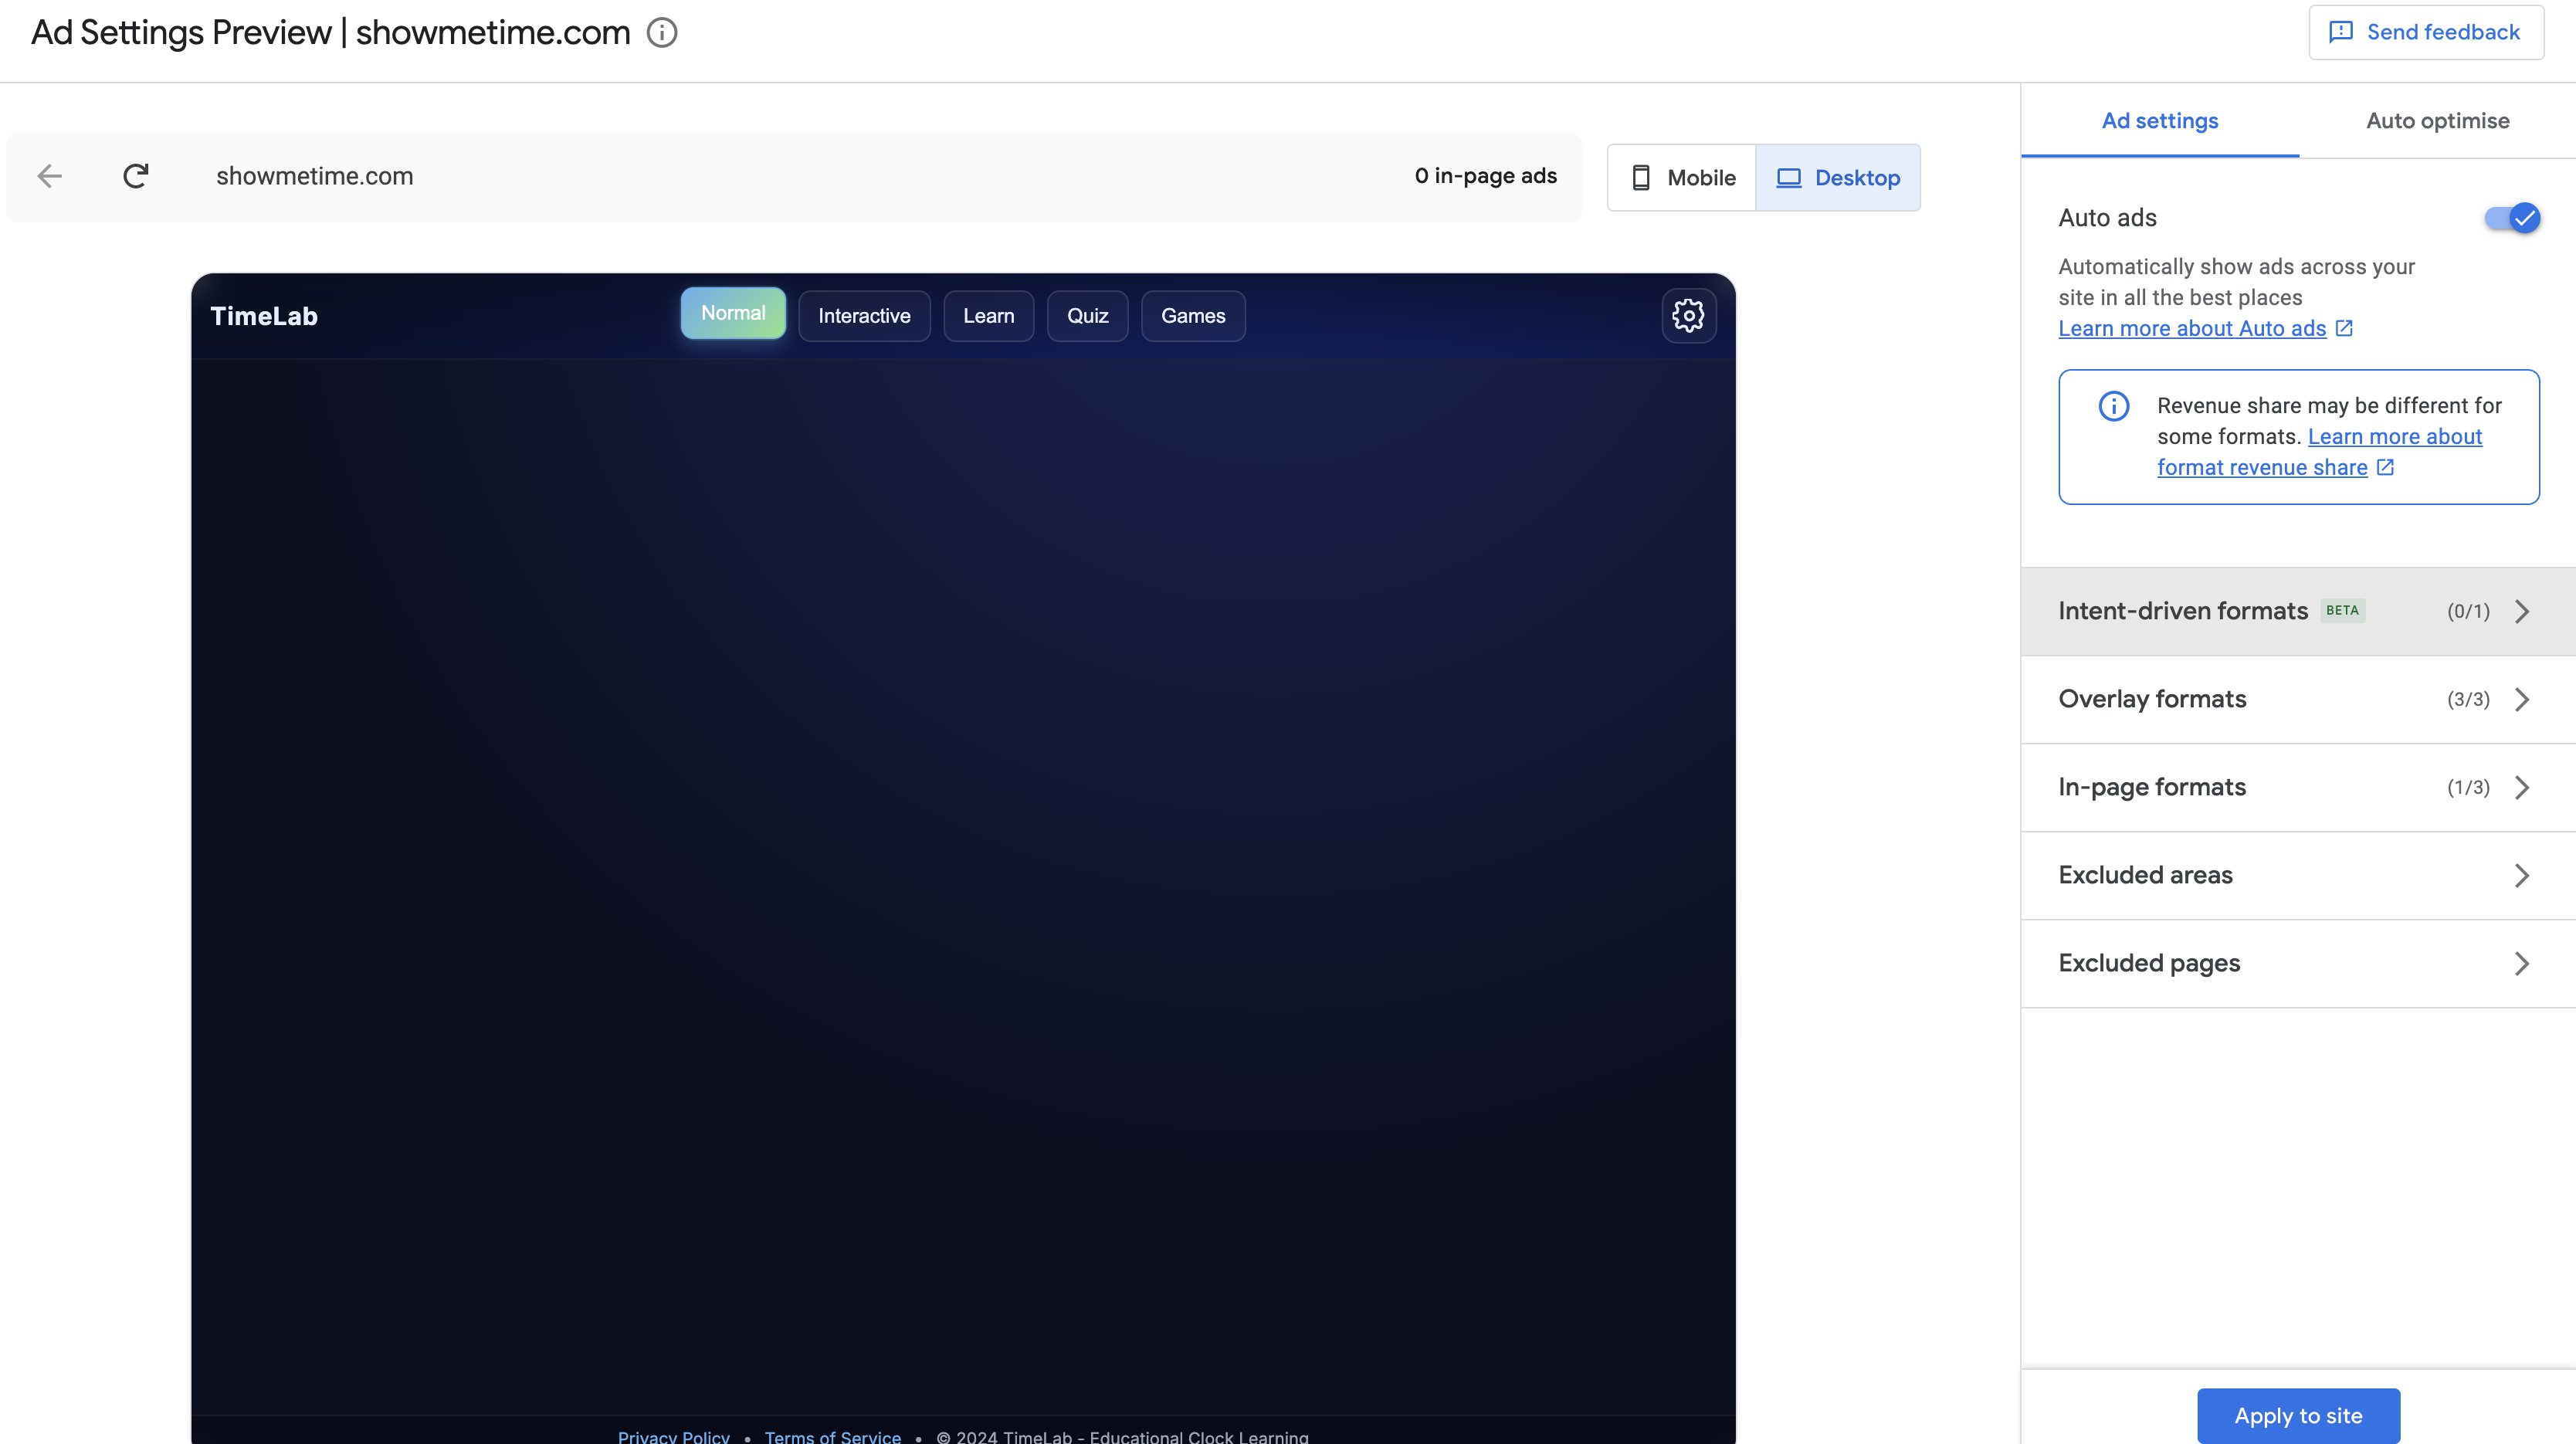 Ad Settings Preview | showmetime.com
Send feedback
showmetime.com
0 in-page ads
Mobile
Desktop
Ad settings
Auto optimise
TimeLab
Normal
Interactive
Learn
Quiz
Games
Auto ads
Automatically show ads across your
site in all the best places
Learn more about Auto ads
Revenue share may be different for
some formats. Learn more about
format revenue share
Intent-driven formats BETA (0/1)
Overlay formats (3/3)
In-page formats (1/3)
Excluded areas
Excluded pages
Privacy Policy • Terms of Service • © 2024 TimeLab - Educational Clock Learning
Apply to site